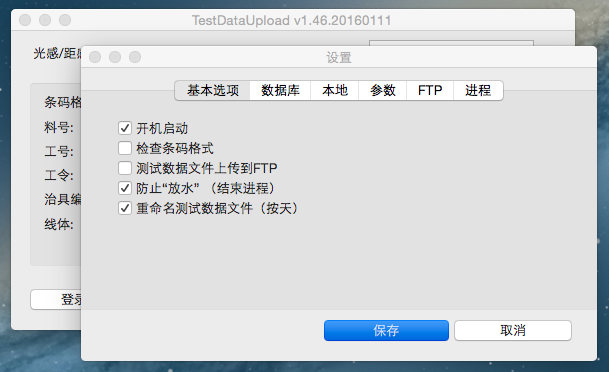 TestDataUpload v1.46.20160111
光感/距感
设置
基本选项 数据库 本地 参数 FTP 进程
条码格
料号:
工号:
工令:
治具编
线体:
开机启动
检查条码格式
测试数据文件上传到FTP
防止“放水” （结束进程）
重命名测试数据文件（按天）
登录
保存 取消